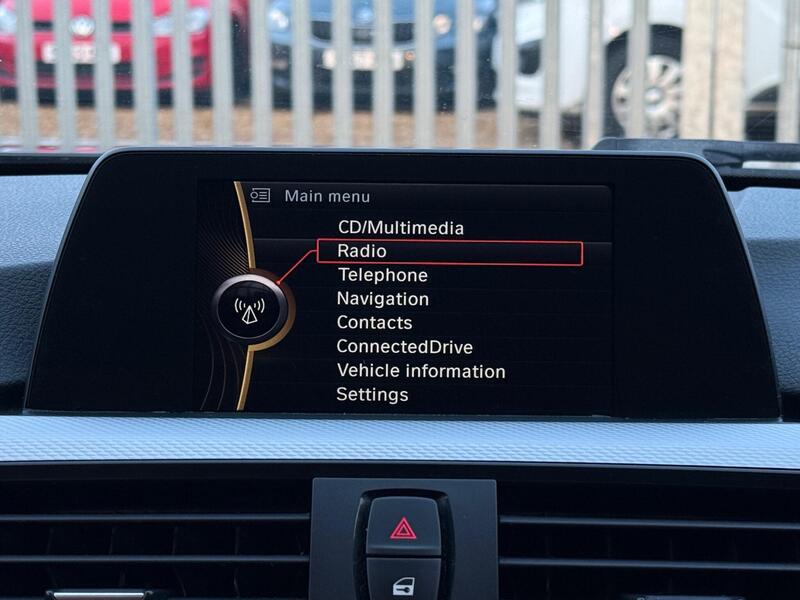 Main menu
CD/Multimedia
Radio
Telephone
Navigation
Contacts
ConnectedDrive
Vehicle information
Settings